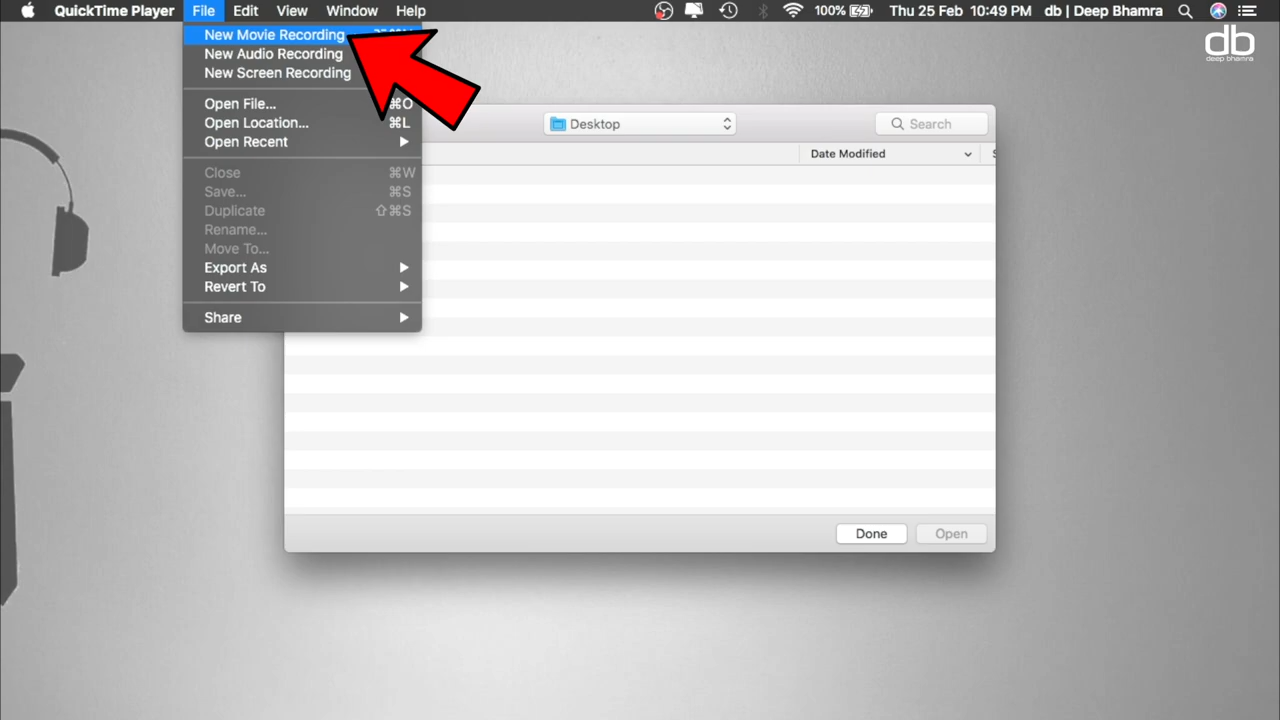 QuickTime Player File Edit View Window Help 100% Thu 25 Feb 10:49 PM db | Deep Bhamra
db
deep bhamra
New Movie Recording
New Audio Recording
New Screen Recording
Open File... ⌘O
Open Location... ⌘L
Open Recent
Close ⌘W
Save... ⌘S
Duplicate ⇧⌘S
Rename...
Move To...
Export As
Revert To
Share
Desktop
Search
Date Modified
Done
Open